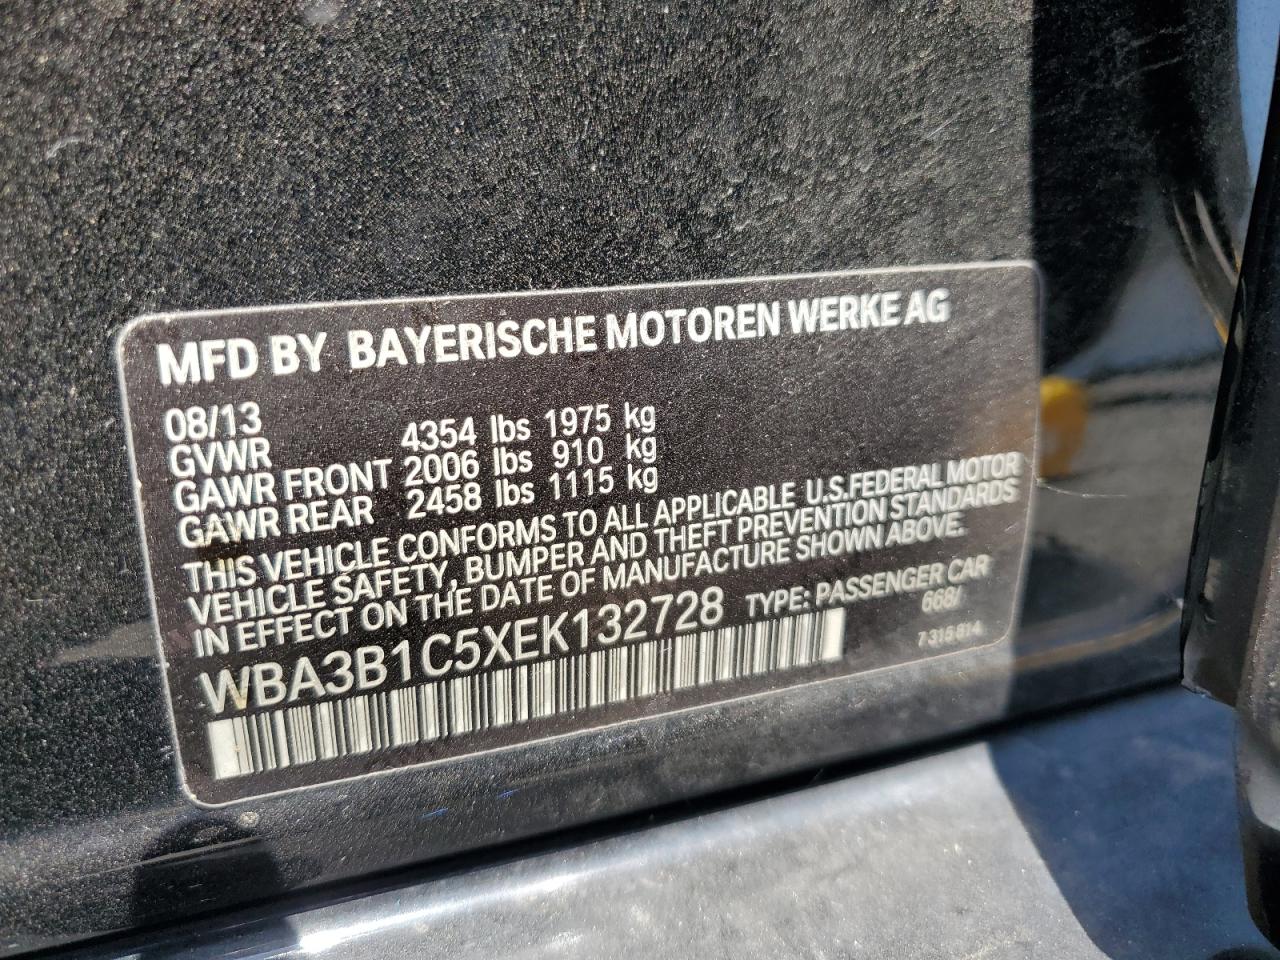 MFD BY BAYERISCHE MOTOREN WERKE AG
08/13
GVWR 4354 lbs 1975 kg
GAWR FRONT 2006 lbs 910 kg
GAWR REAR 2458 lbs 1115 kg
THIS VEHICLE CONFORMS TO ALL APPLICABLE U.S.FEDERAL MOTOR
VEHICLE SAFETY, BUMPER AND THEFT PREVENTION STANDARDS
IN EFFECT ON THE DATE OF MANUFACTURE SHOWN ABOVE.
WBA3B1C5XEK132728 TYPE: PASSENGER CAR
668/
7 315 614